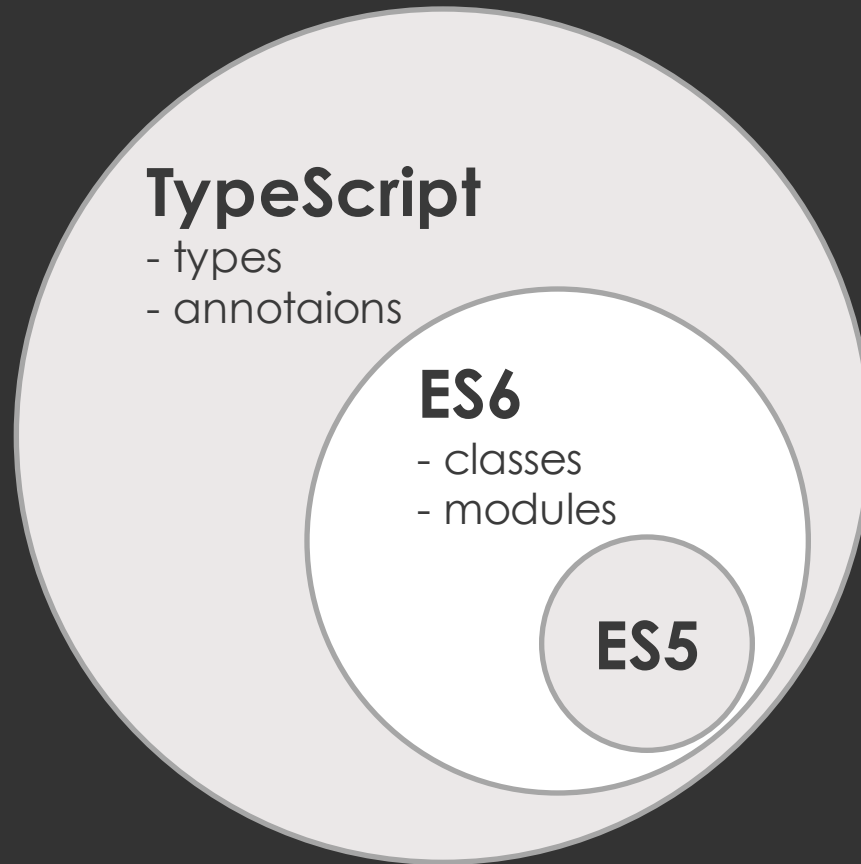 TypeScript
- types
- annotaions
ES6
- classes
- modules
ES5